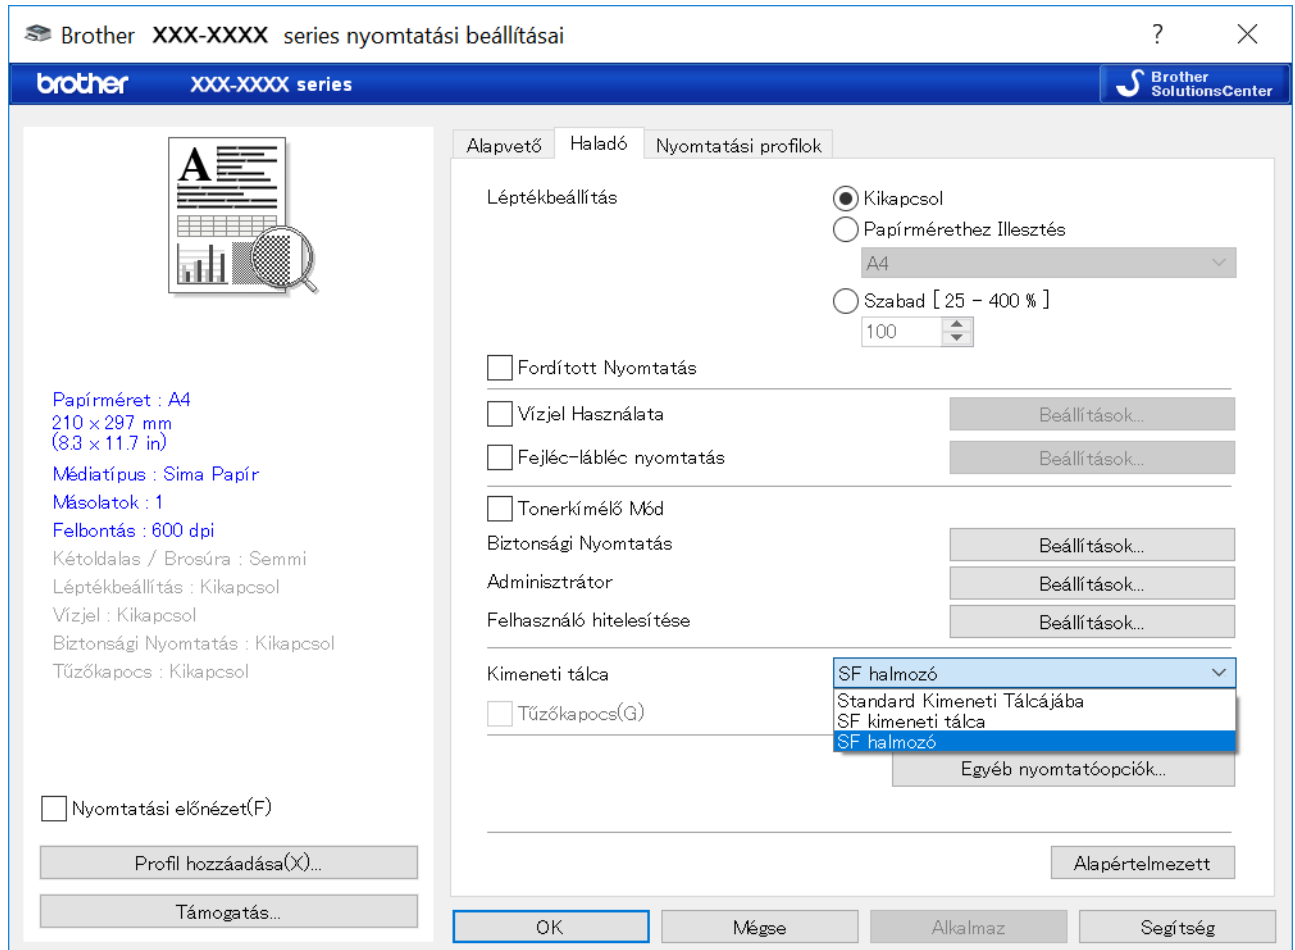 Brother XXX-XXXX series nyomtatási beállításai
?
brother XXX-XXXX series
Brother
SolutionsCenter
A
Papírméret : A4
210 x 297 mm
(8.3 x 11.7 in)
Médiatípus : Sima Papír
Másolatok : 1
Felbontás : 600 dpi
Kétoldalas / Brosúra : Semmi
Léptékbeállítás : Kikapcsol
Vízjel : Kikapcsol
Biztonsági Nyomtatás : Kikapcsol
Tűzőkapocs : Kikapcsol
Nyomtatási előnézet(F)
Profil hozzáadása(X)...
Támogatás...
Alapvető Haladó Nyomtatási profilok
Léptékbeállítás
Kikapcsol
Papírmérethez Illesztés
A4
Szabad [ 25 - 400 % ]
100
Fordított Nyomtatás
Vízjel Használata Beállítások...
Fejléc-lábléc nyomtatás Beállítások...
Tonerkímélő Mód
Biztonsági Nyomtatás Beállítások...
Adminisztrátor Beállítások...
Felhasználó hitelesítése Beállítások...
Kimeneti tálca SF halmozó
Standard Kimeneti Tálcájába
SF kimeneti tálca
SF halmozó
Tűzőkapocs(G)
Egyéb nyomtatóopciók...
Alapértelmezett
OK Mégse Alkalmaz Segítség